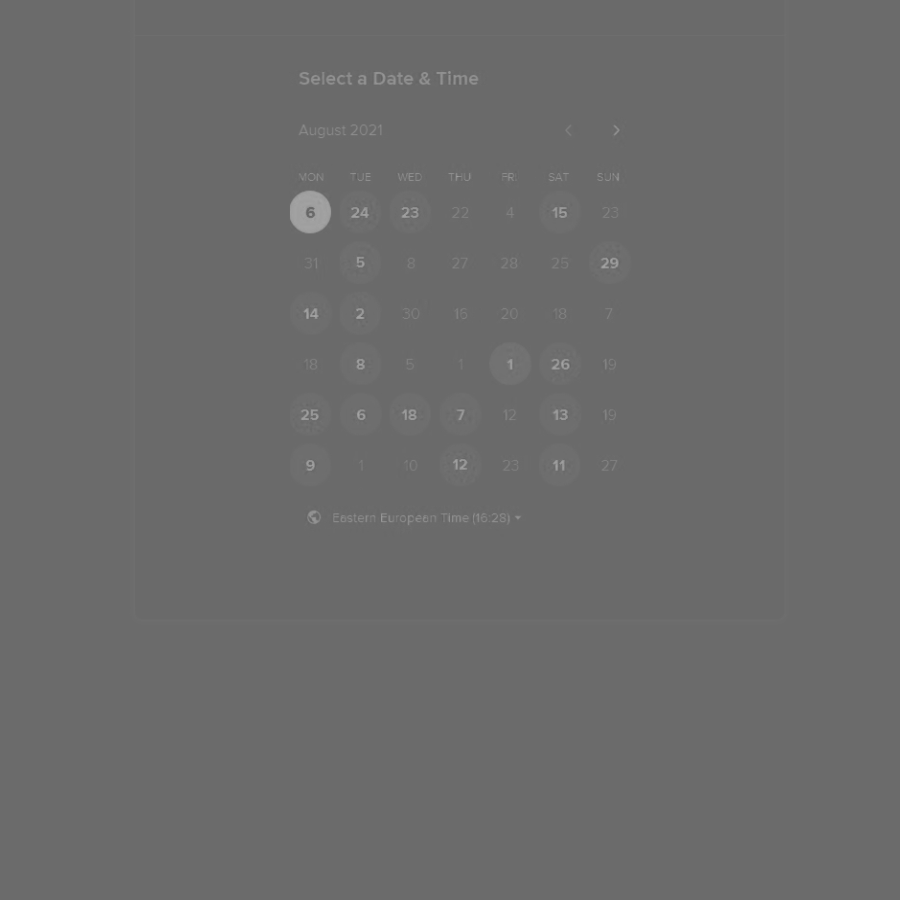 Select a Date & Time
August 2021
MON TUE WED THU FRI SAT SUN
6 24 23 22 4 15 23
31 5 8 27 28 25 29
14 2 30 16 20 18 7
18 8 5 1 1 26 19
25 6 18 7 12 13 19
9 1 10 12 23 11 27
Eastern European Time (16:28)